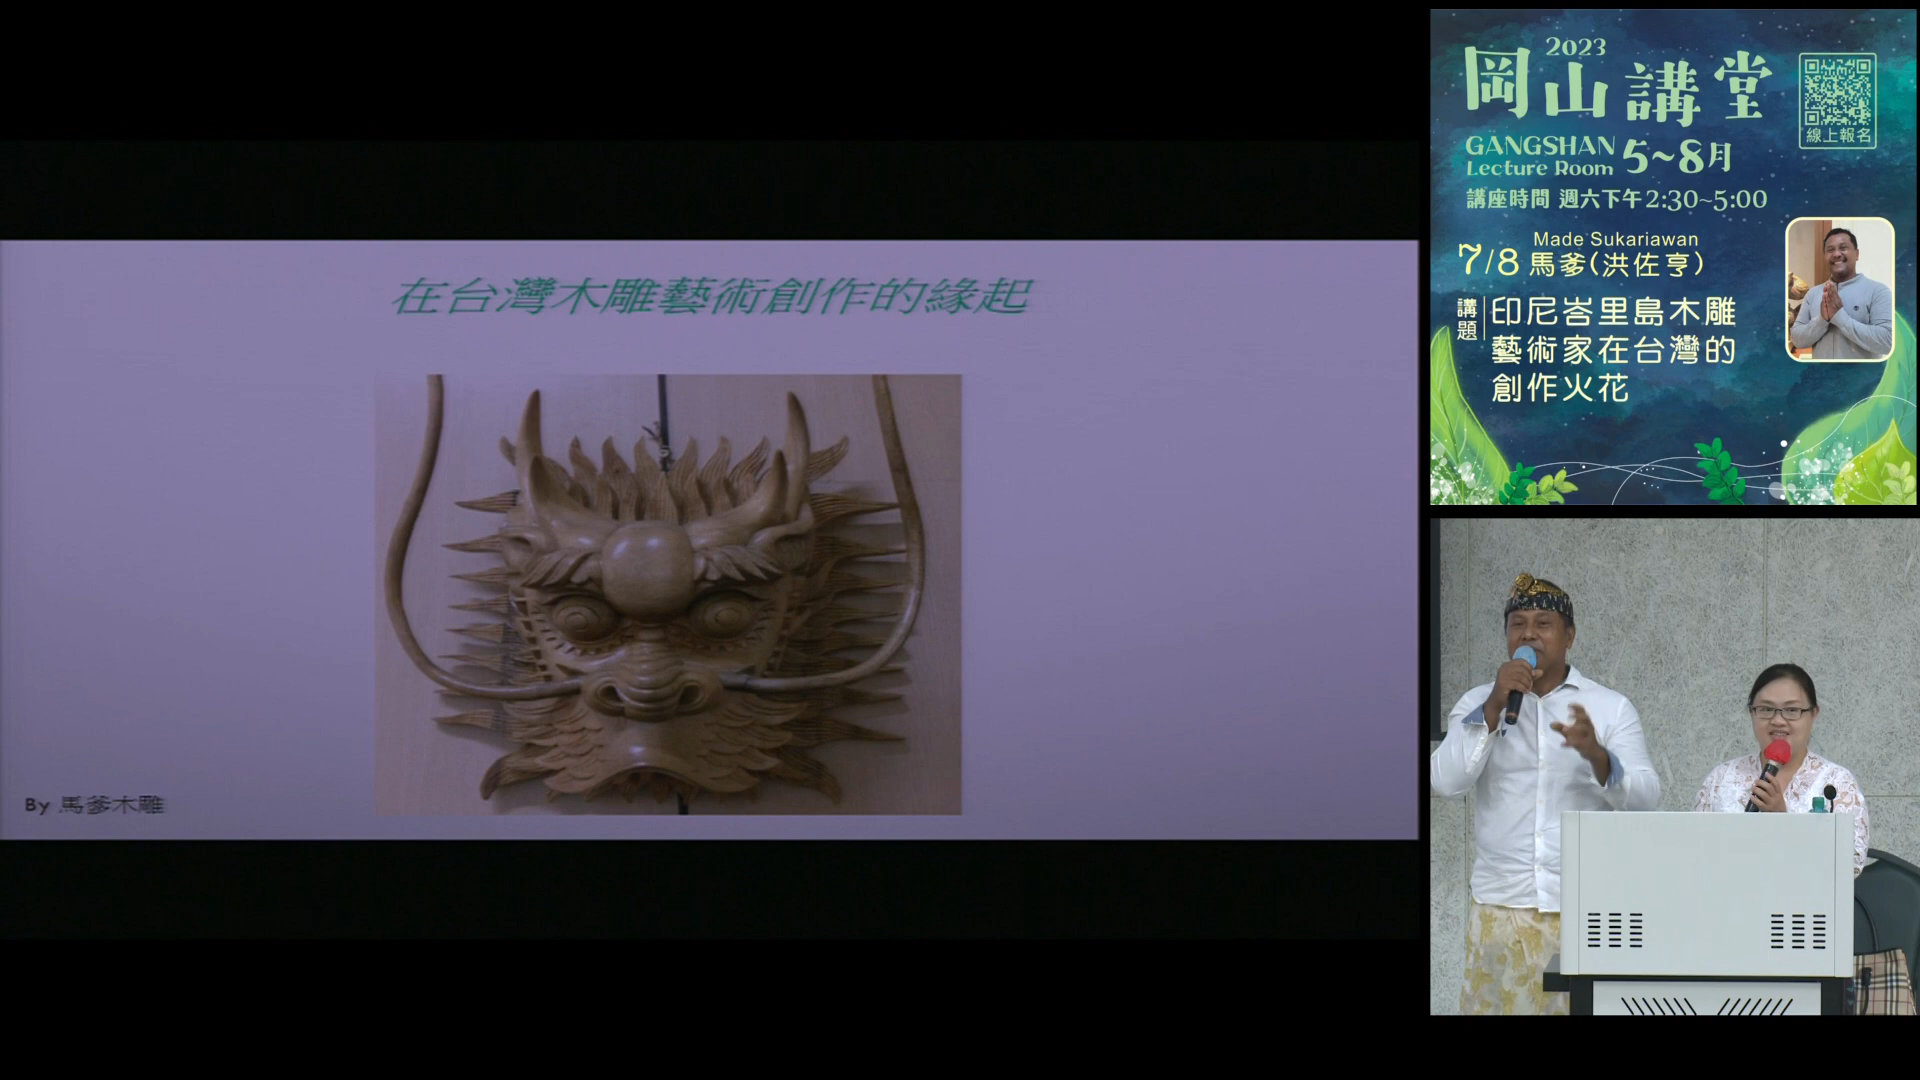 在台灣木雕藝術創作的緣起
By 馬爹木雕
2023
岡山講堂
線上報名
GANGSHAN
Lecture Room
5~8月
講座時間 週六下午2:30~5:00
Made Sukariawan
7/8 馬爹(洪佐亨)
講題
印尼峇里島木雕
藝術家在台灣的
創作火花